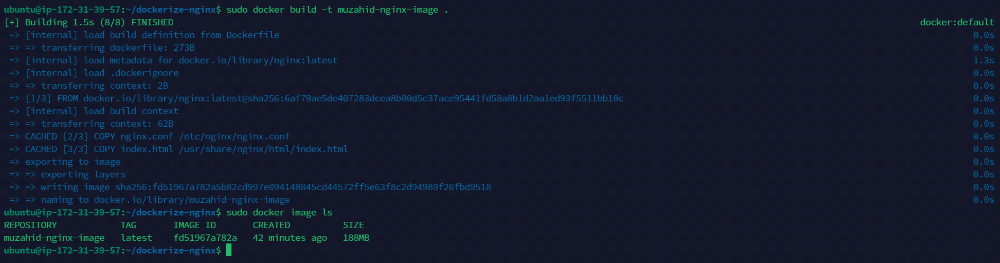 ubuntu@ip-172-31-39-57:~/dockerize-nginx$ sudo docker build -t muzahid-nginx-image .
[+] Building 1.5s (8/8) FINISHED docker:default
=> [internal] load build definition from Dockerfile 0.0s
=> => transferring dockerfile: 273B 0.0s
=> [internal] load metadata for docker.io/library/nginx:latest 1.3s
=> [internal] load .dockerignore 0.0s
=> => transferring context: 2B 0.0s
=> [1/3] FROM docker.io/library/nginx:latest@sha256:6af79ae5de407283dcea8b00d5c37ace95441fd58a8b1d2aa1ed93f5511bb18c 0.0s
=> [internal] load build context 0.0s
=> => transferring context: 62B 0.0s
=> CACHED [2/3] COPY nginx.conf /etc/nginx/nginx.conf 0.0s
=> CACHED [3/3] COPY index.html /usr/share/nginx/html/index.html 0.0s
=> exporting to image 0.0s
=> => exporting layers 0.0s
=> => writing image sha256:fd51967a782a5b82cd997e094148845cd44572ff5e63f8c2d94989f26fbd9518 0.0s
=> => naming to docker.io/library/muzahid-nginx-image 0.0s
ubuntu@ip-172-31-39-57:~/dockerize-nginx$ sudo docker image ls
REPOSITORY TAG IMAGE ID CREATED SIZE
muzahid-nginx-image latest fd51967a782a 42 minutes ago 188MB
ubuntu@ip-172-31-39-57:~/dockerize-nginx$